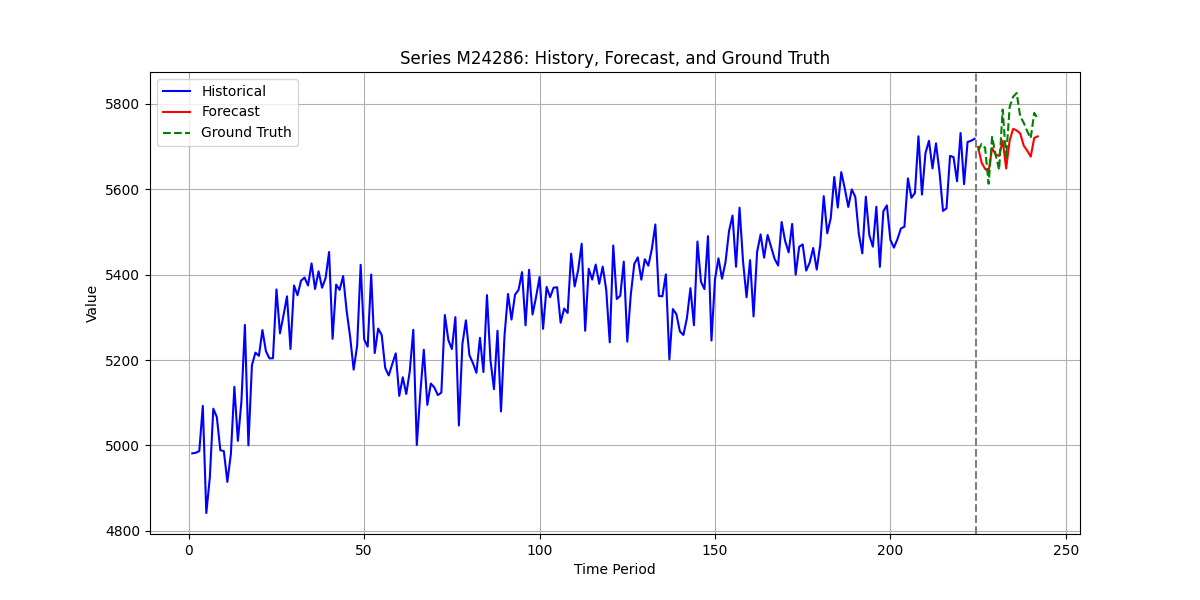 Series M24286: History, Forecast, and Ground Truth
Historical
Forecast
Ground Truth
5800
5600
5400
5200
5000
4800
Value
0 50 100 150 200 250
Time Period